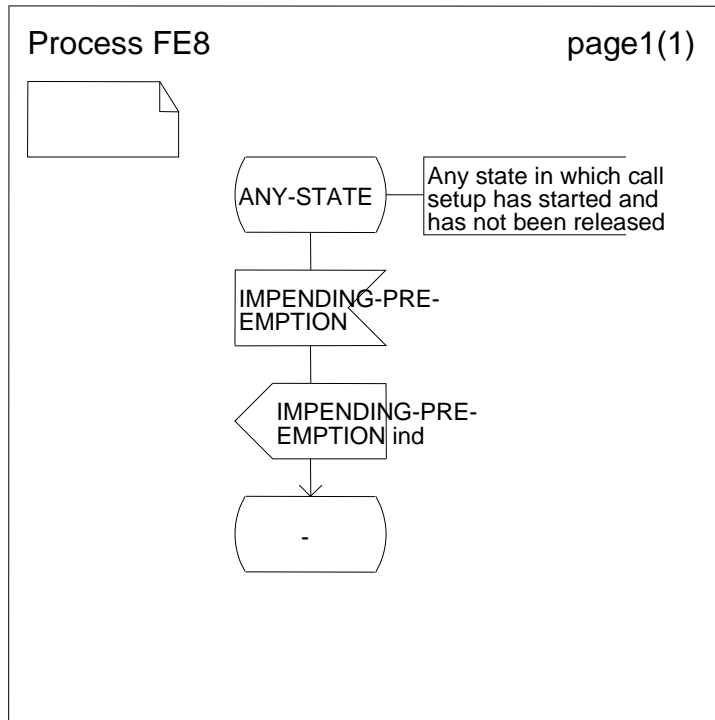 Process FE8
page1(1)
ANY-STATE
Any state in which call
setup has started and
has not been released
IMPENDING-PRE-
EMPTION
IMPENDING-PRE-
EMPTION ind
-